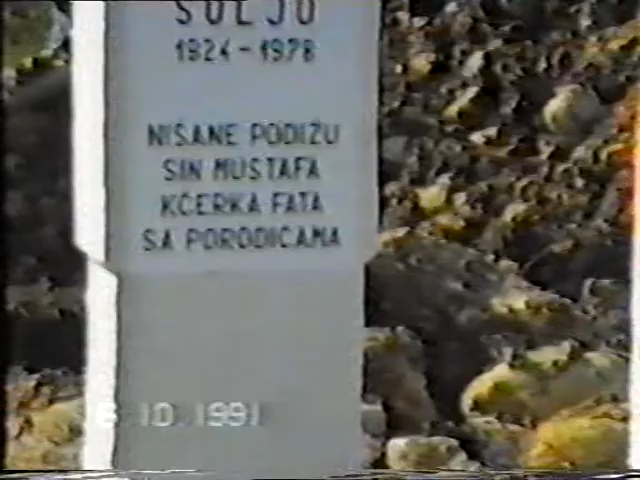 SULJO
1924-1978
NIŠANE PODIŽU
SIN MUSTAFA
KĆERKA FATA
SA PORODICAMA
10.1991